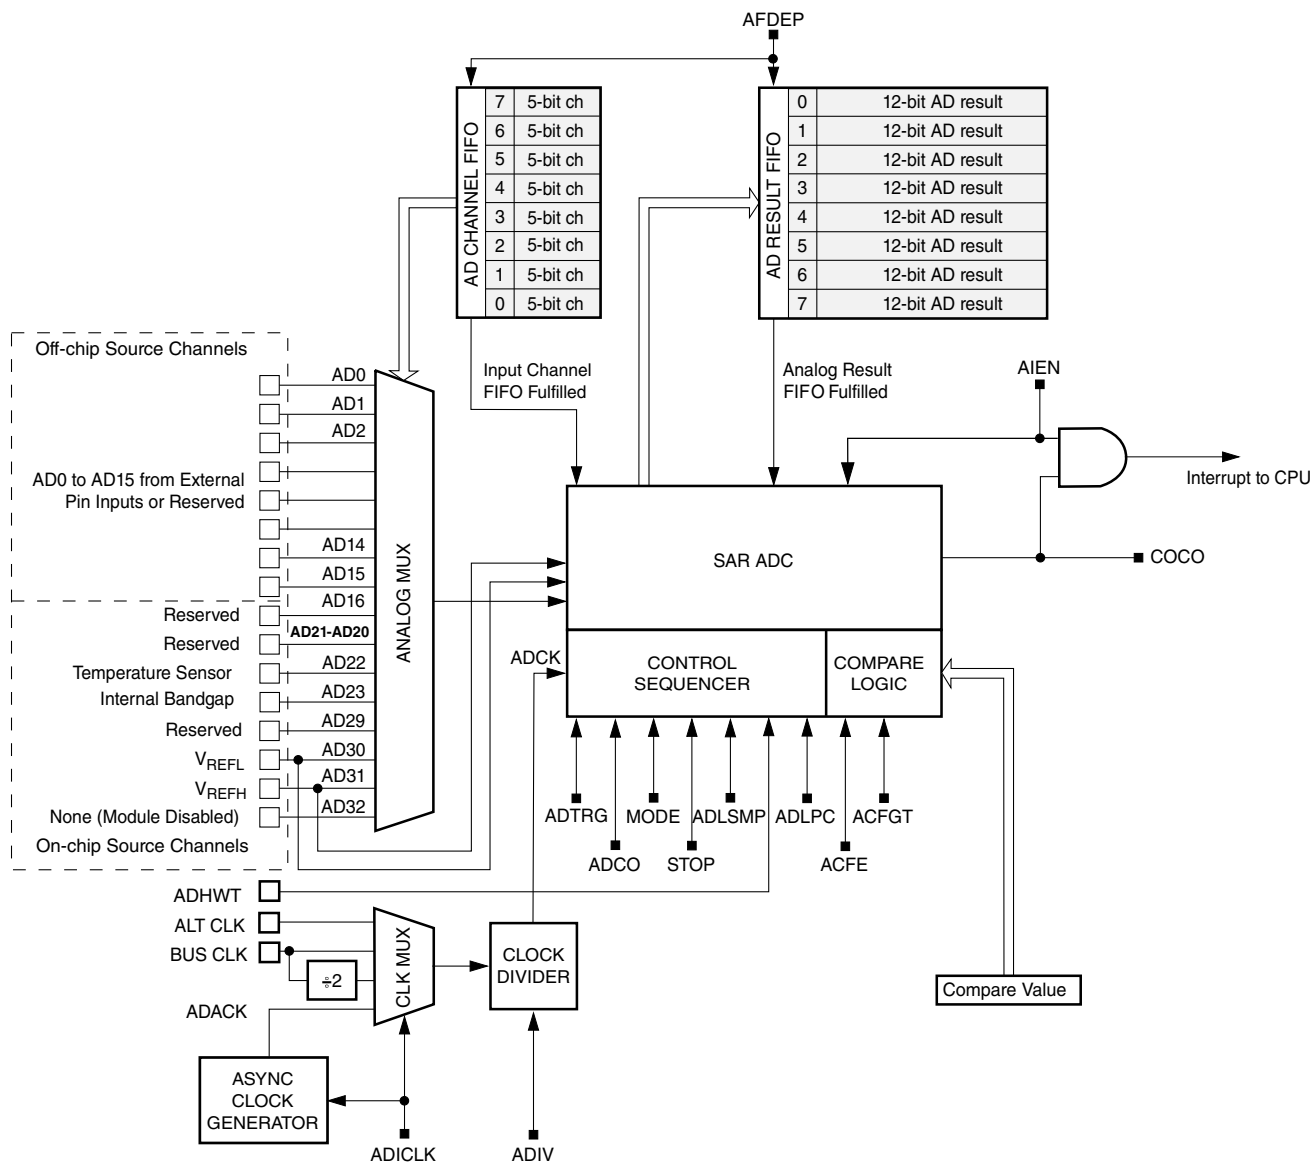 AFDEP
AD CHANNEL FIFO
7 5-bit ch
6 5-bit ch
5 5-bit ch
4 5-bit ch
3 5-bit ch
2 5-bit ch
1 5-bit ch
0 5-bit ch
AD RESULT FIFO
0 12-bit AD result
1 12-bit AD result
2 12-bit AD result
3 12-bit AD result
4 12-bit AD result
5 12-bit AD result
6 12-bit AD result
7 12-bit AD result
Off-chip Source Channels
AD0
AD1
AD2
AD0 to AD15 from External
Pin Inputs or Reserved
AD14
AD15
Reserved AD16
Reserved AD21-AD20
Temperature Sensor AD22
Internal Bandgap AD23
Reserved AD29
VREFL AD30
VREFH AD31
None (Module Disabled) AD32
On-chip Source Channels
ANALOG MUX
Input Channel
FIFO Fulfilled
Analog Result
FIFO Fulfilled
AIEN
Interrupt to CPU
SAR ADC
COCO
ADCK
CONTROL
SEQUENCER
COMPARE
LOGIC
ADTRG
MODE
ADLSMP
ADLPC
ACFGT
ADCO
STOP
ACFE
ADHWT
ALT CLK
BUS CLK
÷2
ADACK
CLK MUX
CLOCK
DIVIDER
Compare Value
ASYNC
CLOCK
GENERATOR
ADICLK
ADIV